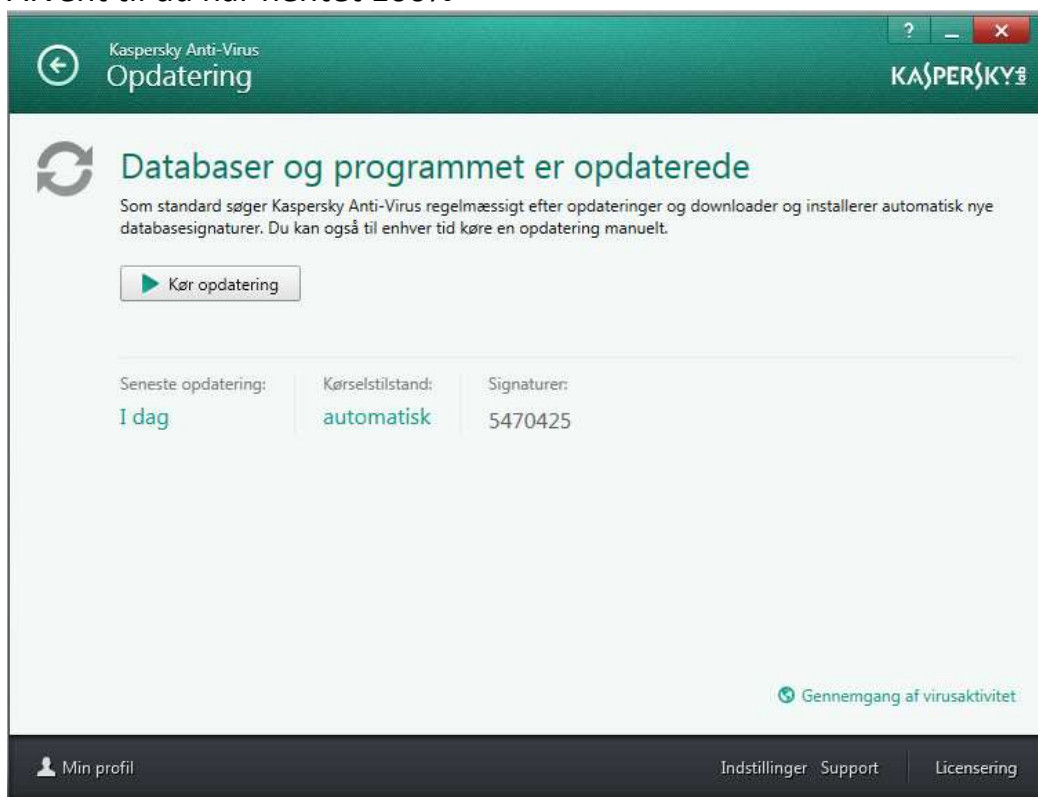 Kaspersky Anti-Virus
Opdatering
? _ X
KASPERSKY lab
Databaser og programmet er opdaterede
Som standard søger Kaspersky Anti-Virus regelmæssigt efter opdateringer og downloader og installerer automatisk nye
databasesignaturer. Du kan også til enhver tid køre en opdatering manuelt.
Kør opdatering
Seneste opdatering: Kørselstilstand: Signaturer:
I dag automatisk 5470425
Gennemgang af virusaktivitet
Min profil Indstillinger Support Licensering